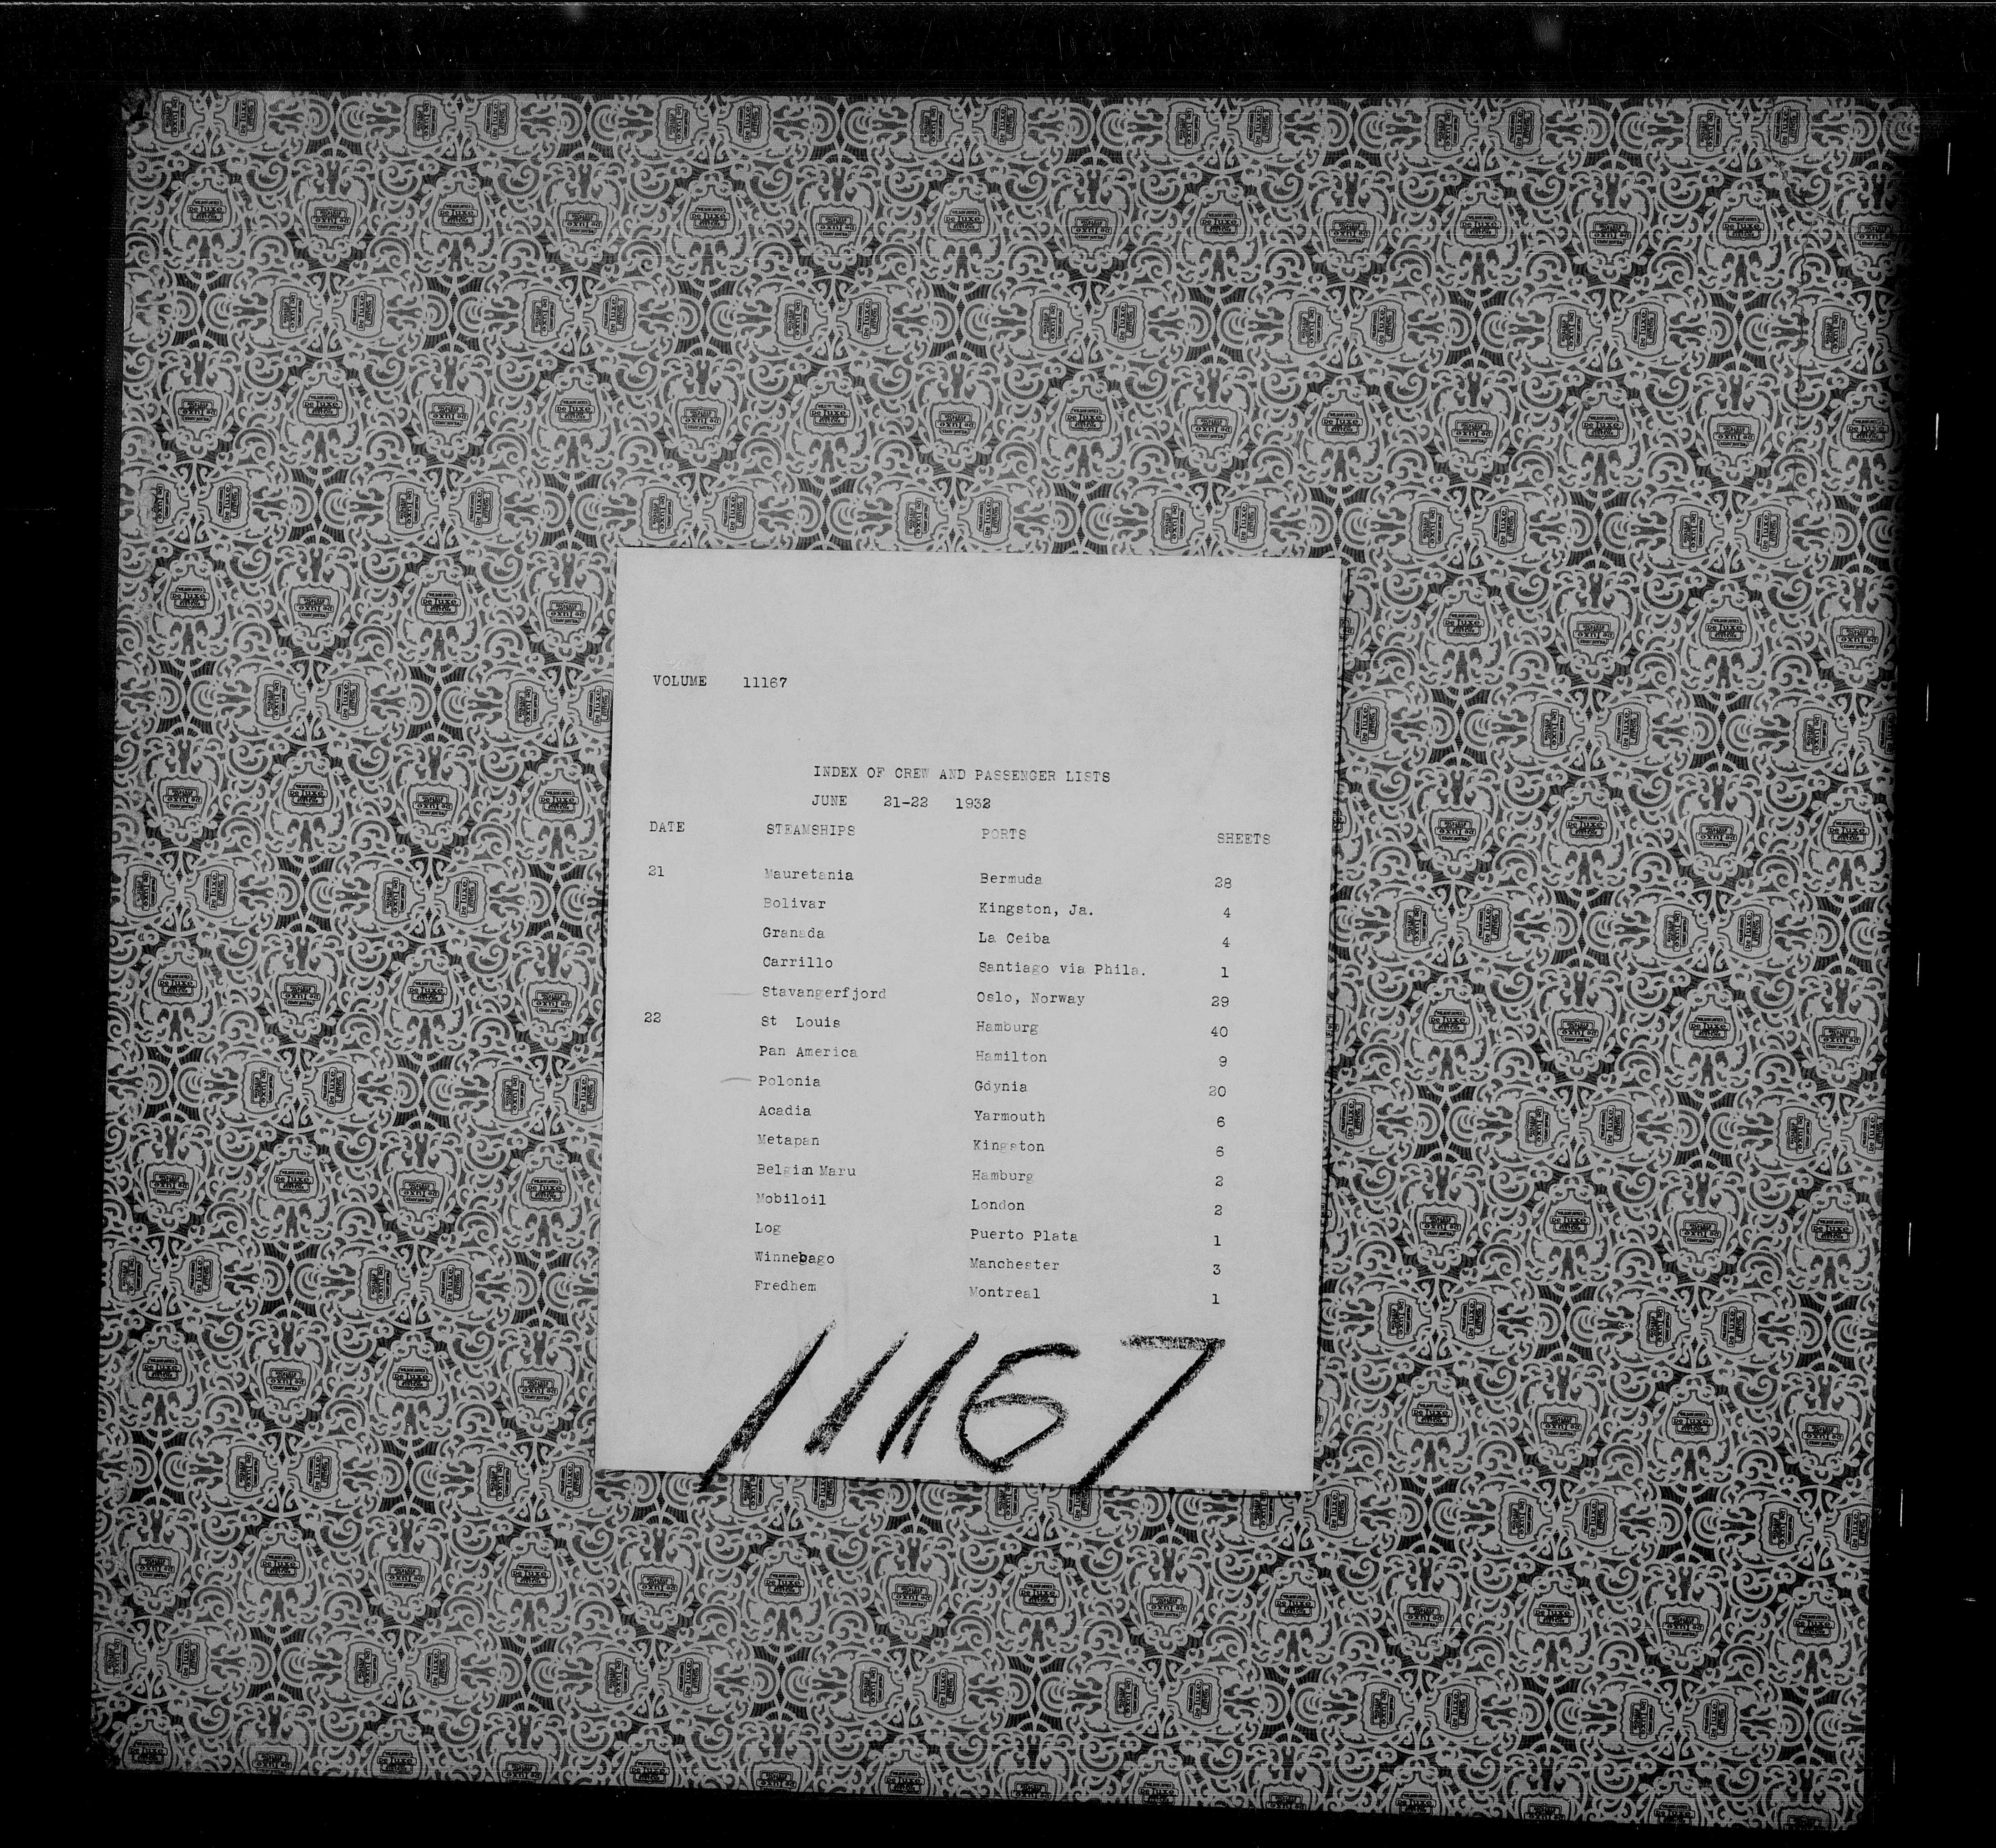 VOLUME 11167
INDEX OF CREW AND PASSENGER LISTS
JUNE 21-22 1932
DATE STEAMSHIPS PORTS SHEETS
21 Mauretania Bermuda 28
Bolivar Kingston, Ja. 4
Granada La Ceiba 4
Carrillo Santiago via Phila. 1
Stavangerfjord Oslo, Norway 29
22 St Louis Hamburg 40
Pan America Hamilton 9
Polonia Gdynia 20
Acadia Yarmouth 6
Metapan Kingston 6
Belgim Maru Hamburg 2
Mobiloil London 2
Log Puerto Plata 1
Winnebago Manchester 3
Fredhem Montreal 1
11167